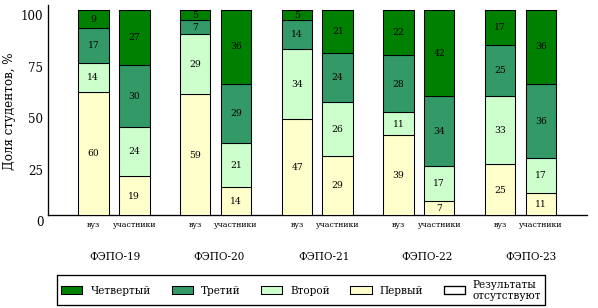 Доля студентов, %
100
75
50
25
0
9 27 5 36 5 21 22 42 17 36
17 30 7 29 14 24 28 34 25 36
14 24 29 21 34 26 11 17 33 17
60 19 59 14 47 29 39 7 25 11
вуз участники вуз участники вуз участники вуз участники вуз участники
ФЭПО-19 ФЭПО-20 ФЭПО-21 ФЭПО-22 ФЭПО-23
Четвертый Третий Второй Первый Результаты
отсутствуют